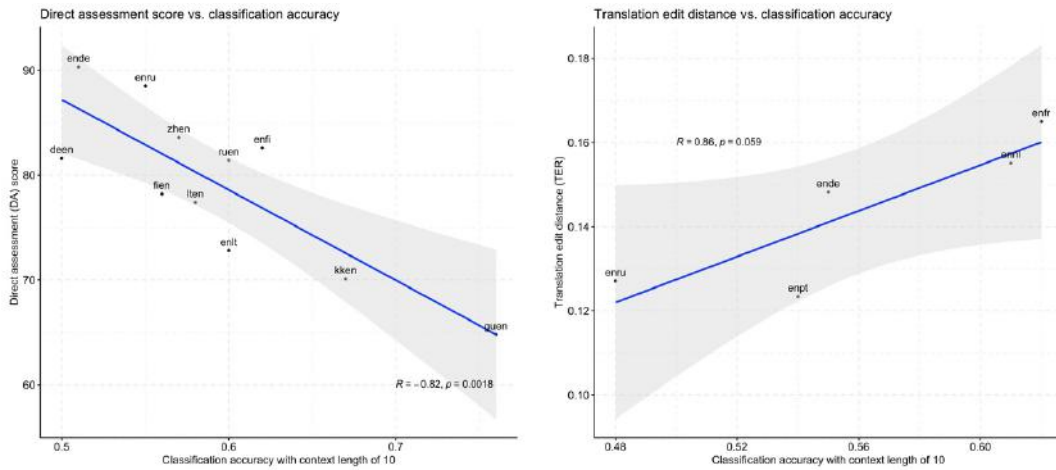 Direct assessment score vs. classification accuracy
Direct assessment (DA) score
90
80
70
60
ende
enru
zhen
enfi
deen
ruen
fien
lten
enlt
kken
guen
R = −0.82, p = 0.0018
0.5
0.6
0.7
Classification accuracy with context length of 10
Translation edit distance vs. classification accuracy
Translation edit distance (TER)
0.18
0.16
0.14
0.12
0.10
R = 0.86, p = 0.059
enfr
ende
enru
enpt
0.48
0.52
0.56
0.60
Classification accuracy with context length of 10